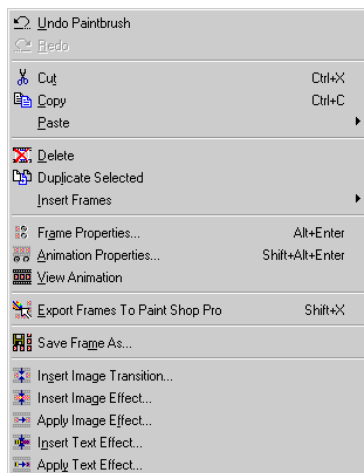 Undo Paintbrush
Redo
Cut Ctrl+X
Copy Ctrl+C
Paste
Delete
Duplicate Selected
Insert Frames
Frame Properties... Alt+Enter
Animation Properties... Shift+Alt+Enter
View Animation
Export Frames To Paint Shop Pro Shift+X
Save Frame As...
Insert Image Transition...
Insert Image Effect...
Apply Image Effect...
Insert Text Effect...
Apply Text Effect...